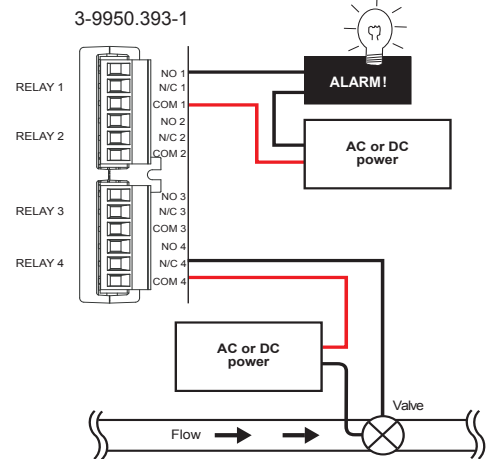 3-9950.393-1
RELAY 1
RELAY 2
RELAY 3
RELAY 4
NO 1
N/C 1
COM 1
NO 2
N/C 2
COM 2
NO 3
N/C 3
COM 3
NO 4
N/C 4
COM 4
ALARM!
AC or DC
power
AC or DC
power
Valve
Flow